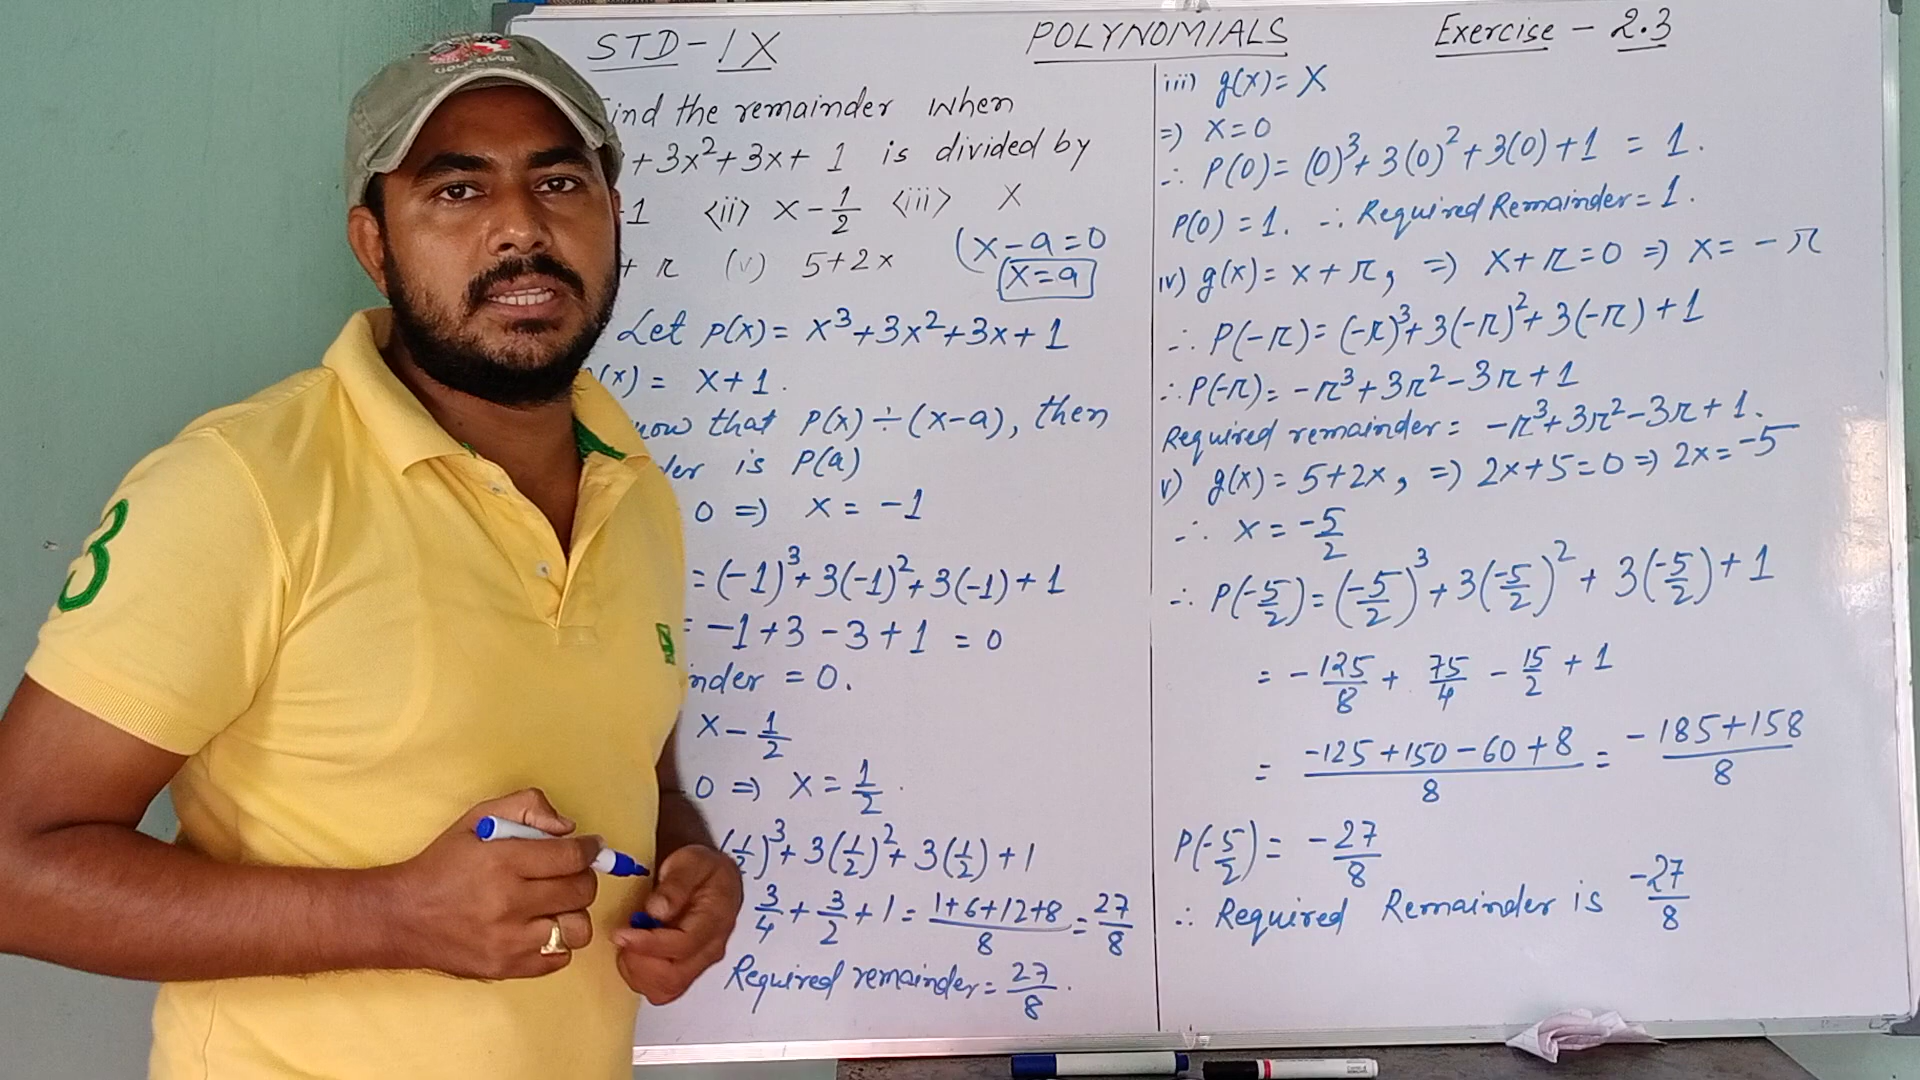 STD-IX POLYNOMIALS Exercise - 2.3
ind the remainder when
+3x²+3x+ 1 is divided by
-1 <ii> x-1/2 <iii> x
+ π (v) 5+2x (x-a=0
x=a
Let p(x)= x³+3x²+3x+1
(x) = x+1.
now that p(x)÷(x-a), then
der is p(a)
0 => x = -1
=(-1)³+3(-1)²+3(-1)+1
= -1+3-3+1 = 0
nder = 0.
x-1/2
0 => x=1/2.
(1/2)³+3(1/2)²+3(1/2)+1
3/4+3/2+1=(1+6+12+8)/8=27/8
Required remainder=27/8.
iii) g(x)=x
=) x=0
∴ P(0)=(0)³+3(0)²+3(0)+1 = 1.
P(0)=1. ∴ Required Remainder=1.
iv) g(x)=x+π, => x+π=0 => x=-π
∴ P(-π)=(-π)³+3(-π)²+3(-π)+1
∴ P(-π)=-π³+3π²-3π+1
Required remainder= -π³+3π²-3π+1.
v) g(x)=5+2x, => 2x+5=0 => 2x=-5
∴ x=-5/2
∴ P(-5/2)=(-5/2)³+3(-5/2)²+3(-5/2)+1
= -125/8 + 75/4 - 15/2 + 1
= (-125+150-60+8)/8 = (-185+158)/8
P(-5/2)= -27/8
∴ Required Remainder is -27/8
3